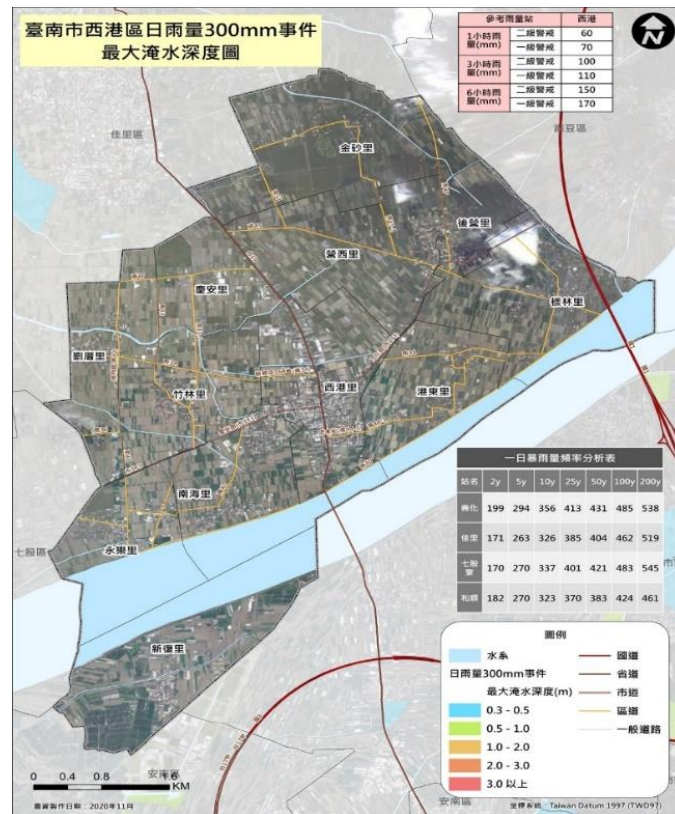 臺南市西港區日雨量300mm事件
最大淹水深度圖
參考雨量站 西港
1小時雨量(mm) 二級警戒 60
一級警戒 70
3小時雨量(mm) 二級警戒 100
一級警戒 110
6小時雨量(mm) 二級警戒 150
一級警戒 170
N
佳里區
金砂里
後營里
營西里
慶安里
檨林里
劉厝里
西港里
竹林里
港東里
南海里
七股區
永樂里
新復里
安南區
安南區
一日暴雨量頻率分析表
站名 2y 5y 10y 25y 50y 100y 200y
善化 199 294 356 413 431 485 538
佳里 171 263 326 385 404 462 519
七股寮 170 270 337 401 421 483 545
和順 182 270 323 370 383 424 461
圖例
水系
日雨量300mm事件
最大淹水深度(m)
0.3 - 0.5
0.5 - 1.0
1.0 - 2.0
2.0 - 3.0
3.0 以上
國道
省道
市道
區道
一般道路
0 0.4 0.8 1.6
KM
圖資製作日期：2020年11月
坐標系統：Taiwan Datum 1997 (TWD97)